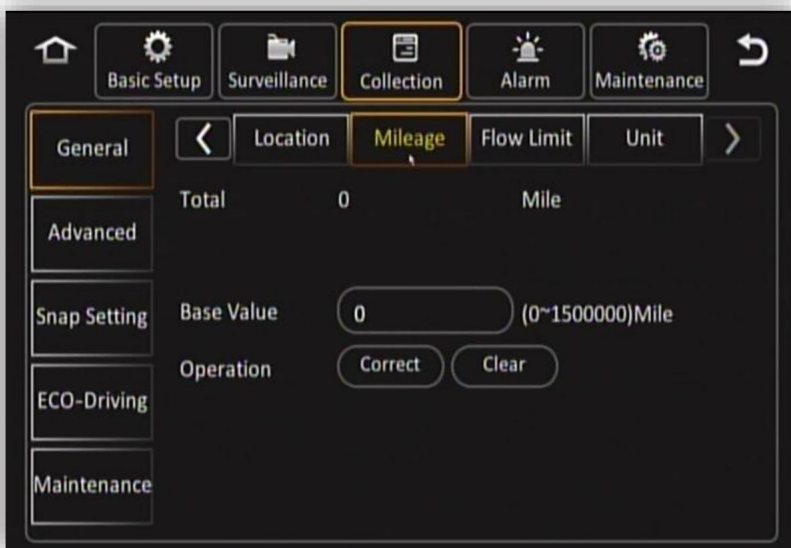 Basic Setup Surveillance Collection Alarm Maintenance
General Location Mileage Flow Limit Unit
Total 0 Mile
Advanced
Snap Setting Base Value 0 (0~1500000)Mile
Operation Correct Clear
ECO-Driving
Maintenance